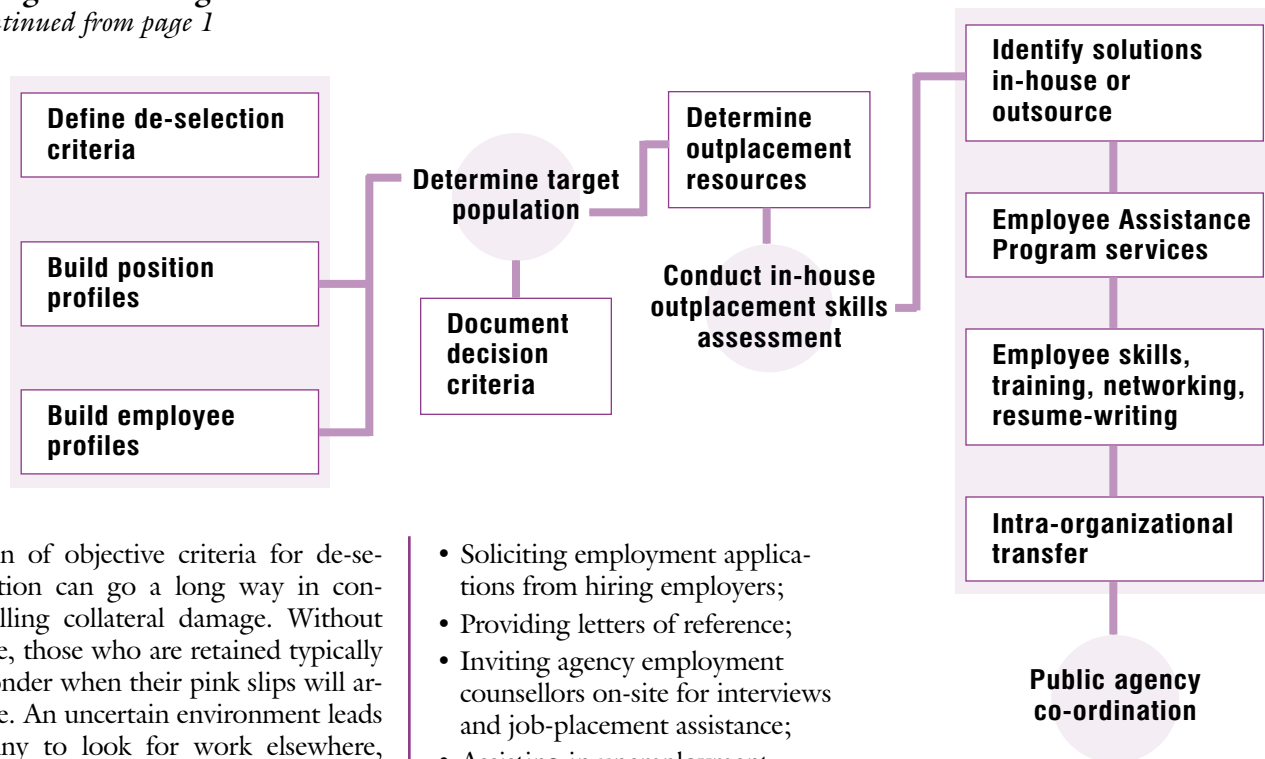 continued from page 1
Define de-selection
criteria
Build position
profiles
Build employee
profiles
Determine target
population
Document
decision
criteria
Determine
outplacement
resources
Conduct in-house
outplacement skills
assessment
Identify solutions
in-house or
outsource
Employee Assistance
Program services
Employee skills,
training, networking,
resume-writing
Intra-organizational
transfer
Public agency
co-ordination
n of objective criteria for de-se-
tion can go a long way in con-
lling collateral damage. Without
e, those who are retained typically
onder when their pink slips will ar-
e. An uncertain environment leads
ny to look for work elsewhere,
• Soliciting employment applica-
tions from hiring employers;
• Providing letters of reference;
• Inviting agency employment
counsellors on-site for interviews
and job-placement assistance;
• Assisting in unemployment